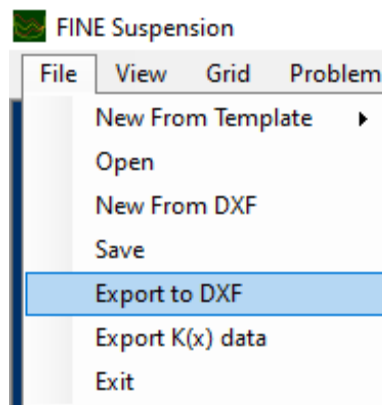 FINE Suspension
File View Grid Problem
New From Template
Open
New From DXF
Save
Export to DXF
Export K(x) data
Exit